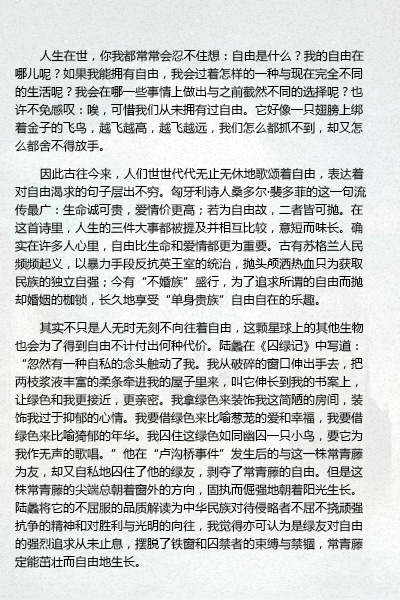 人生在世，你我都常常会忍不住想：自由是什么？我的自由在
哪儿呢？如果我能拥有自由，我会过着怎样的一种与现在完全不同
的生活呢？我会在哪一些事情上做出与之前截然不同的选择呢？也
许不免感叹：唉，可惜我们从未拥有过自由。它好像一只翅膀上绑
着金子的飞鸟，越飞越高，越飞越远，我们怎么都抓不到，却又怎
么都舍不得放手。
因此古往今来，人们世世代代无止无休地歌颂着自由，表达着
对自由渴求的句子层出不穷。匈牙利诗人桑多尔·裴多菲的这一句流
传最广：生命诚可贵，爱情价更高；若为自由故，二者皆可抛。在
这首诗里，人生的三件大事都被提及并相互比较，意短而味长。确
实在许多人心里，自由比生命和爱情都更为重要。古有苏格兰人民
频频起义，以暴力手段反抗英王室的统治，抛头颅洒热血只为获取
民族的独立自强；今有“不婚族”盛行，为了追求所谓的自由而抛
却婚姻的枷锁，长久地享受“单身贵族”自由自在的乐趣。
其实不只是人无时无刻不向往着自由，这颗星球上的其他生物
也会为了得到自由不计付出何种代价。陆蠡在《囚绿记》中写道：
“忽然有一种自私的念头触动了我。我从破碎的窗口伸出手去，把
两枝浆液丰富的柔条牵进我的屋子里来，叫它伸长到我的书案上，
让绿色和我更接近，更亲密。我拿绿色来装饰我这简陋的房间，装
饰我过于抑郁的心情。我要借绿色来比喻葱茏的爱和幸福，我要借
绿色来比喻猗郁的年华。我囚住这绿色如同幽囚一只小鸟，要它为
我作无声的歌唱。”他在“卢沟桥事件”发生后的与这一株常青藤
为友，却又自私地囚住了他的绿友，剥夺了常青藤的自由。但是这
株常青藤的尖端总朝着窗外的方向，固执而倔强地朝着阳光生长。
陆蠡将它的不屈服的品质解读为中华民族对待侵略者不屈不挠顽强
抗争的精神和对胜利与光明的向往，我觉得亦可认为是绿友对自由
的强烈追求从未止息，摆脱了铁窗和囚禁者的束缚与禁锢，常青藤
定能茁壮而自由地生长。